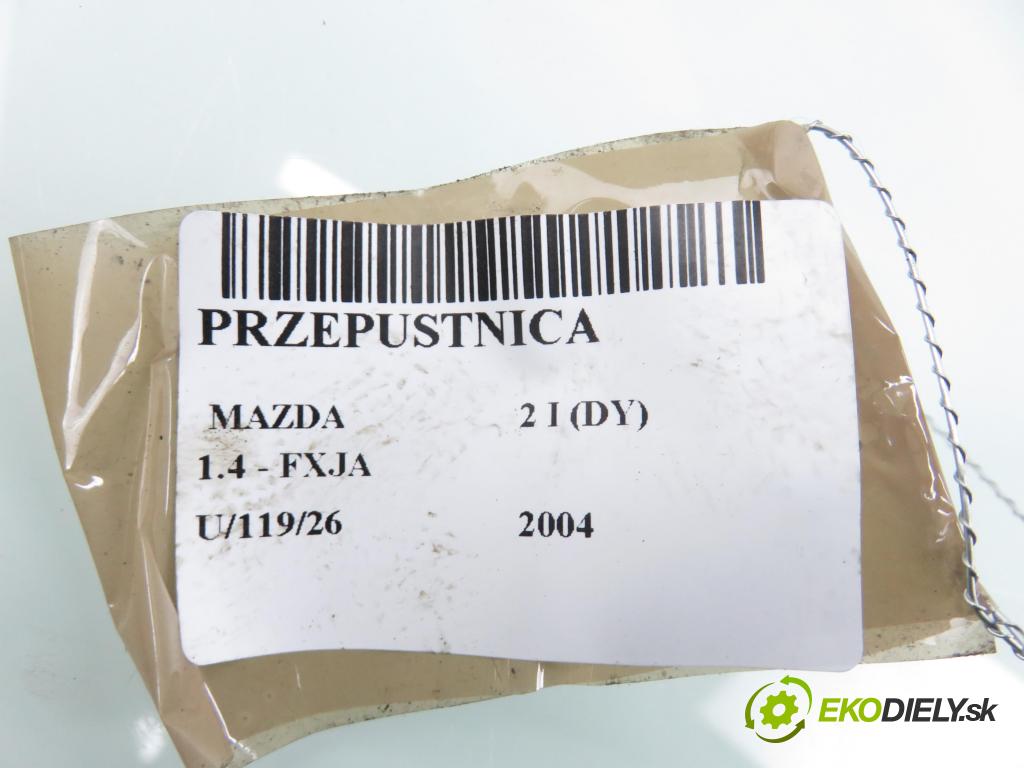 PRZEPUSTNICA
MAZDA 2 I (DY)
1.4 - FXJA
U/119/26 2004
EKODIELY.sk